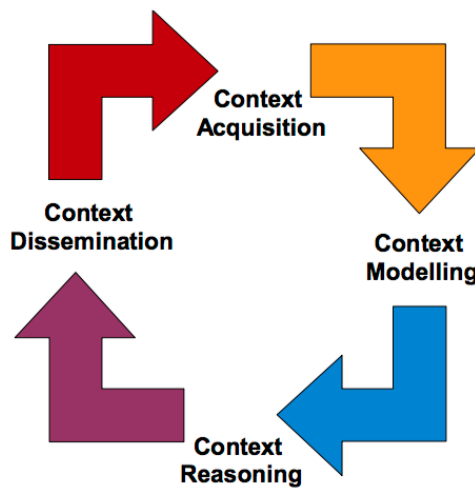 Context
Acquisition
Context
Modelling
Context
Reasoning
Context
Dissemination